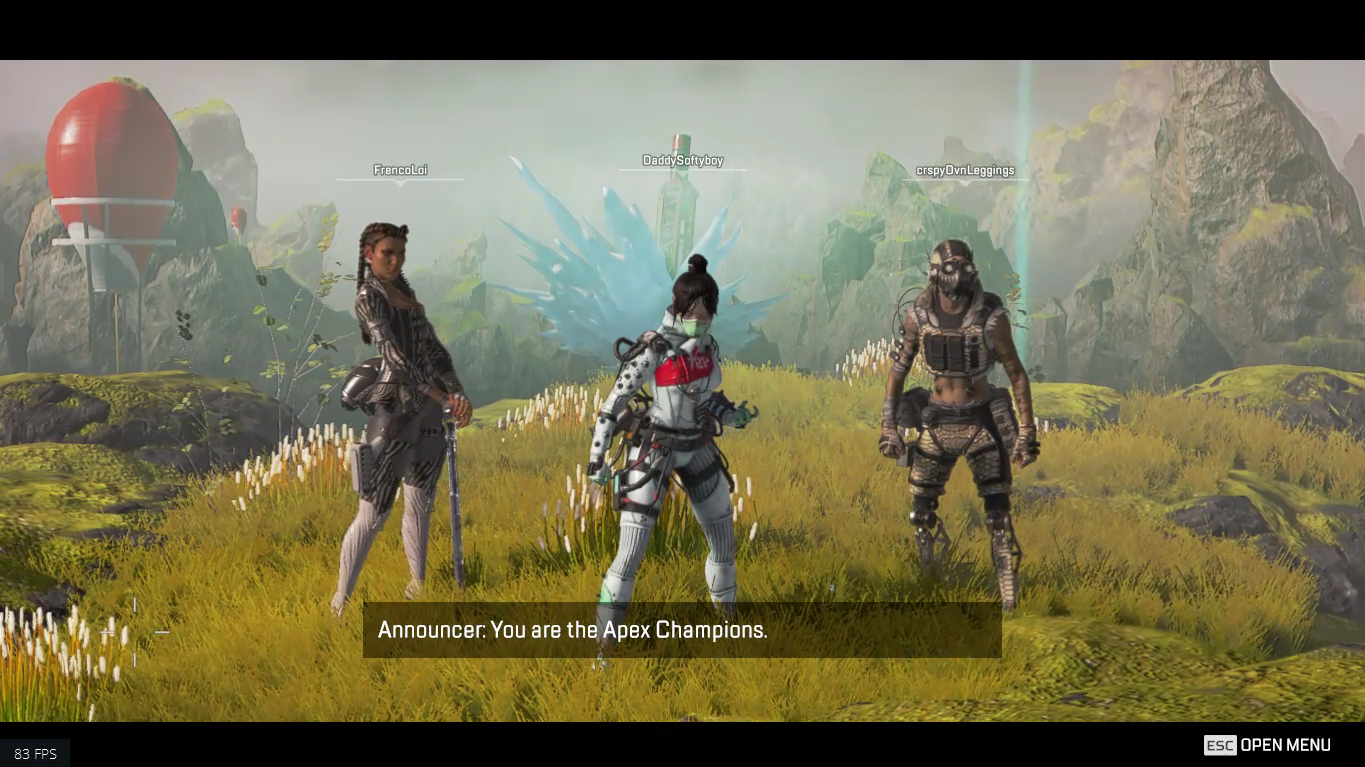 DaddySoftyboy
FrencoLoi
crspyOvnLeggings
Announcer: You are the Apex Champions.
83 FPS
ESC OPEN MENU